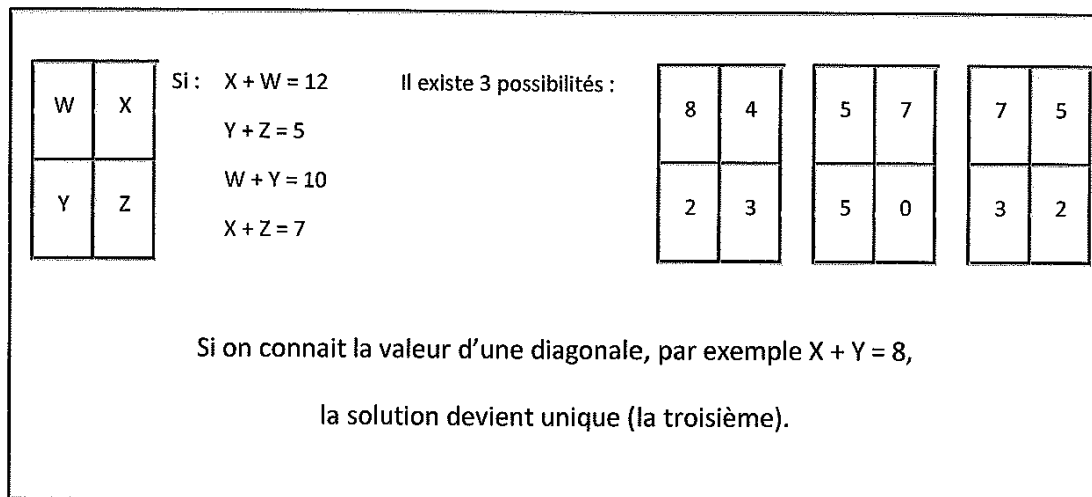 W X Si : X + W = 12 Il existe 3 possibilités : 8 4 5 7 7 5
Y + Z = 5
W + Y = 10
Y Z X + Z = 7 2 3 5 0 3 2
Si on connait la valeur d'une diagonale, par exemple X + Y = 8,
la solution devient unique (la troisième).